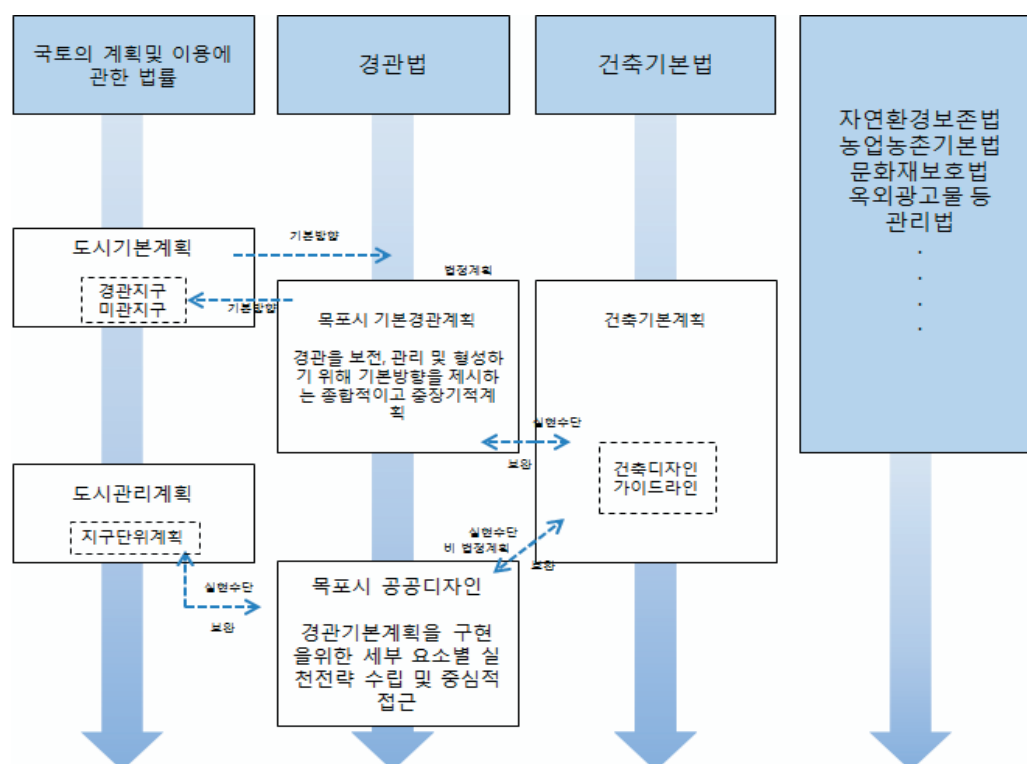 국토의 계획및 이용에
관한 법률
경관법
건축기본법
자연환경보존법
농업농촌기본법
문화재보호법
옥외광고물 등
관리법
.
.
.
.
도시기본계획
경관지구
미관지구
기본방향
기본방향
법정계획
목포시 기본경관계획
경관을 보전, 관리 및 형성하
기 위해 기본방향을 제시하
는 종합적이고 중장기적계
획
건축기본계획
실현수단
보완
건축디자인
가이드라인
도시관리계획
지구단위계획
실현수단
보완
실현수단
비 법정계획
보완
목포시 공공디자인
경관기본계획을 구현
을위한 세부 요소별 실
천전략 수립 및 중심적
접근